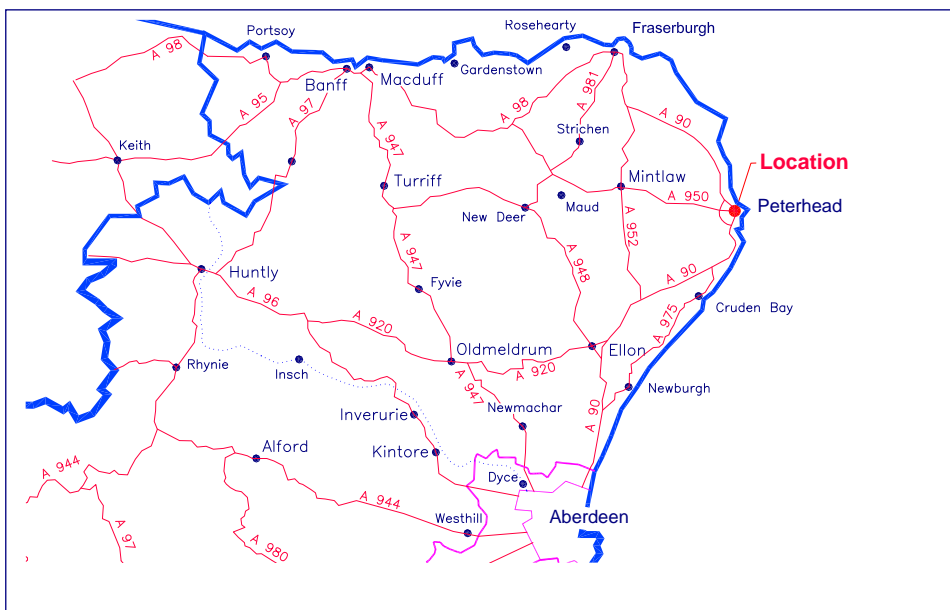 Portsoy
Rosehearty
Fraserburgh
A 98
Banff
Macduff
Gardenstown
A 95
A 97
A 98
A 981
A 90
Strichen
A 947
Keith
Location
Turriff
Mintlaw
A 950
Peterhead
New Deer
Maud
A 952
A 947
A 948
A 90
Huntly
Fyvie
Cruden Bay
A 96
A 920
A 975
Oldmeldrum
Ellon
Rhynie
Insch
A 920
A 947
Newburgh
Inverurie
Newmachar
A 90
Alford
Kintore
A 944
Dyce
A 944
Westhill
Aberdeen
A 97
A 980